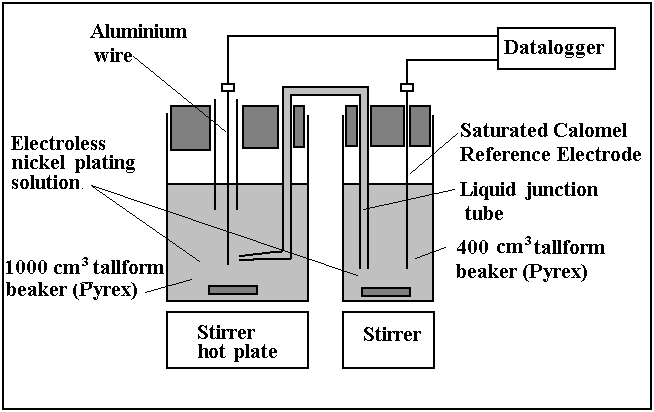 Aluminium
wire
Datalogger
Electroless
nickel plating
solution.
Saturated Calomel
Reference Electrode
Liquid junction
tube
1000 cm³ tallform
beaker (Pyrex)
400 cm³ tallform
beaker (Pyrex)
Stirrer
hot plate
Stirrer